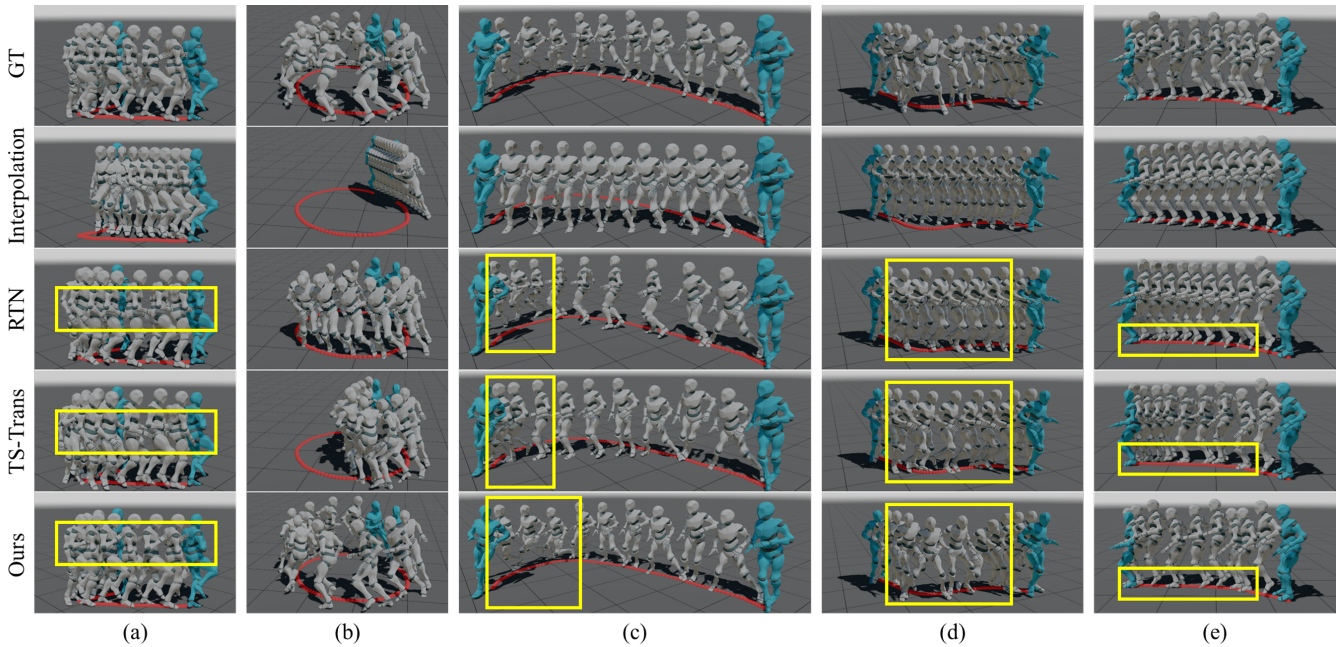 GT
Interpolation
RTN
TS-Trans
Ours
(a) (b) (c) (d) (e)